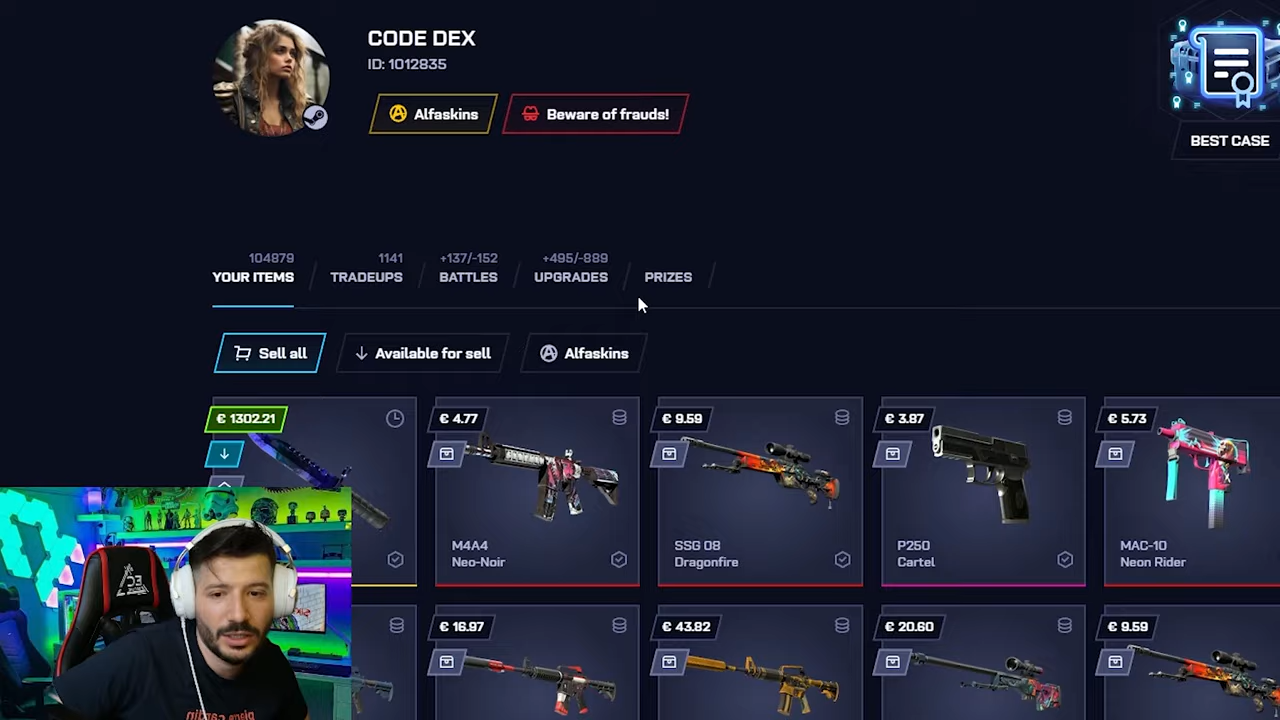 CODE DEX
ID: 1012835
Alfaskins
Beware of frauds!
BEST CASE
104879
YOUR ITEMS
1141
TRADEUPS
+137/-152
BATTLES
+495/-889
UPGRADES
PRIZES
Sell all
Available for sell
Alfaskins
€ 1302.21
€ 4.77
M4A4
Neo-Noir
€ 9.59
SSG 08
Dragonfire
€ 3.87
P250
Cartel
€ 5.73
MAC-10
Neon Rider
€ 16.97
€ 43.82
€ 20.60
€ 9.59